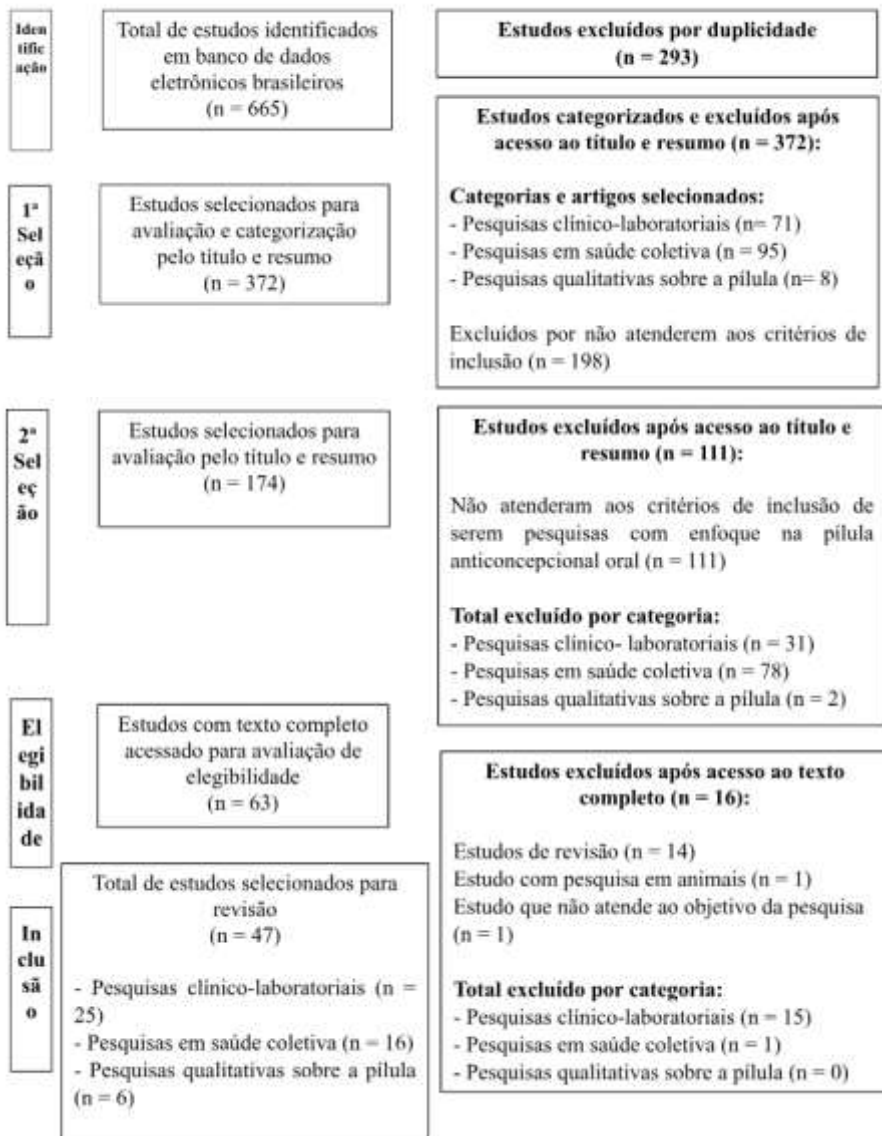 Iden
tific
ação
Total de estudos identificados
em banco de dados
eletrônicos brasileiros
(n = 665)
Estudos excluídos por duplicidade
(n = 293)
Estudos categorizados e excluídos após
acesso ao título e resumo (n = 372):
Categorias e artigos selecionados:
- Pesquisas clínico-laboratoriais (n= 71)
- Pesquisas em saúde coletiva (n = 95)
- Pesquisas qualitativas sobre a pílula (n= 8)
Excluídos por não atenderem aos critérios de
inclusão (n = 198)
1ª
Sel
eçã
o
Estudos selecionados para
avaliação e categorização
pelo título e resumo
(n = 372)
2ª
Sel
eç
ão
Estudos selecionados para
avaliação pelo título e resumo
(n = 174)
Estudos excluídos após acesso ao título e
resumo (n = 111):
Não atenderam aos critérios de inclusão de
serem pesquisas com enfoque na pílula
anticoncepcional oral (n = 111)
Total excluído por categoria:
- Pesquisas clínico- laboratoriais (n = 31)
- Pesquisas em saúde coletiva (n = 78)
- Pesquisas qualitativas sobre a pílula (n = 2)
El
egi
bil
ida
de
Estudos com texto completo
acessado para avaliação de
elegibilidade
(n = 63)
Estudos excluídos após acesso ao texto
completo (n = 16):
Estudos de revisão (n = 14)
Estudo com pesquisa em animais (n = 1)
Estudo que não atende ao objetivo da pesquisa
(n = 1)
Total excluído por categoria:
- Pesquisas clínico-laboratoriais (n = 15)
- Pesquisas em saúde coletiva (n = 1)
- Pesquisas qualitativas sobre a pílula (n = 0)
In
clu
sã
o
Total de estudos selecionados para
revisão
(n = 47)
- Pesquisas clínico-laboratoriais (n =
25)
- Pesquisas em saúde coletiva (n = 16)
- Pesquisas qualitativas sobre a pílula
(n = 6)